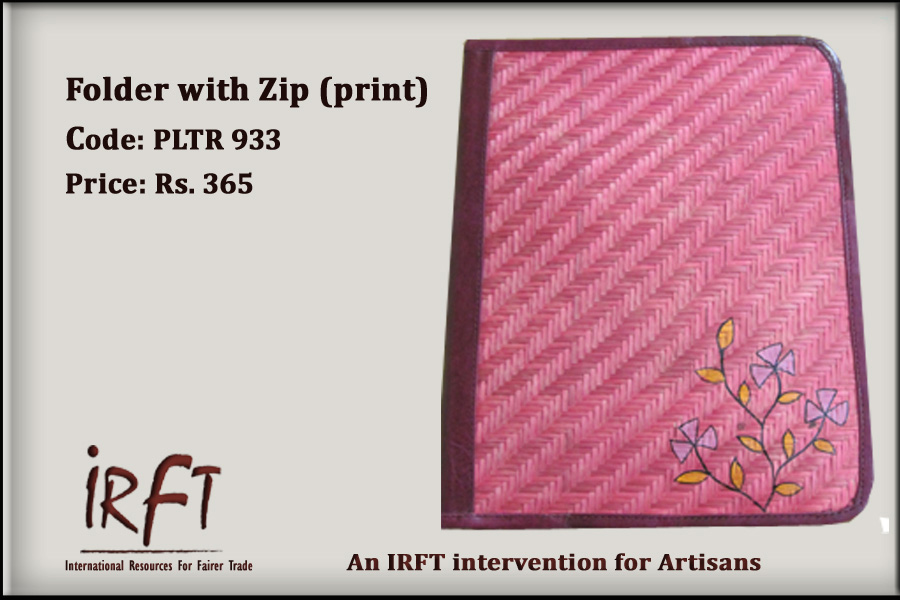 Folder with Zip (print)
Code: PLTR 933
Price: Rs. 365
iRFT
International Resources For Fairer Trade
An IRFT intervention for Artisans